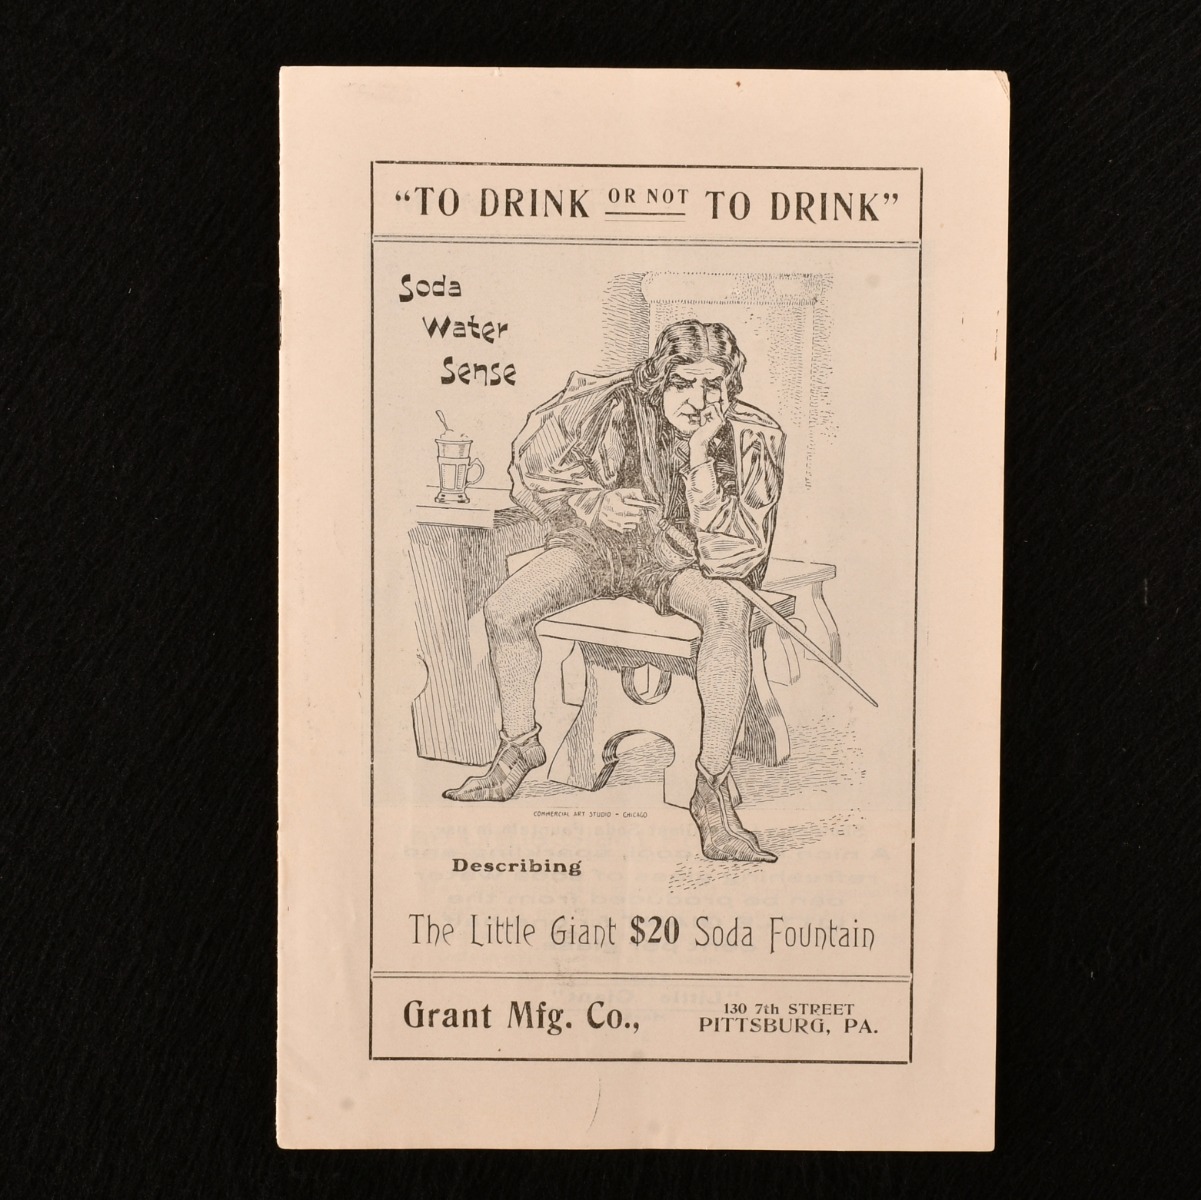 “TO DRINK OR NOT TO DRINK”
Soda
Water
Sense
COMMERCIAL ART STUDIO - CHICAGO
Describing
The Little Giant $20 Soda Fountain
Grant Mfg. Co.,
130 7th STREET
PITTSBURG, PA.